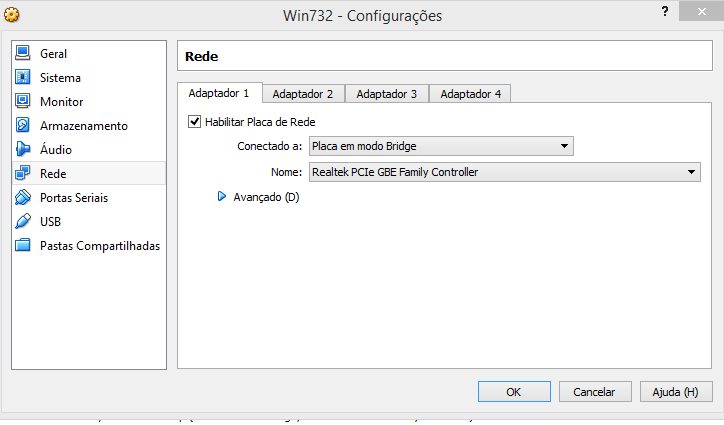 Win732 - Configurações
?
Geral
Sistema
Monitor
Armazenamento
Áudio
Rede
Portas Seriais
USB
Pastas Compartilhadas
Rede
Adaptador 1 Adaptador 2 Adaptador 3 Adaptador 4
Habilitar Placa de Rede
Conectado a: Placa em modo Bridge
Nome: Realtek PCIe GBE Family Controller
Avançado (D)
OK Cancelar Ajuda (H)